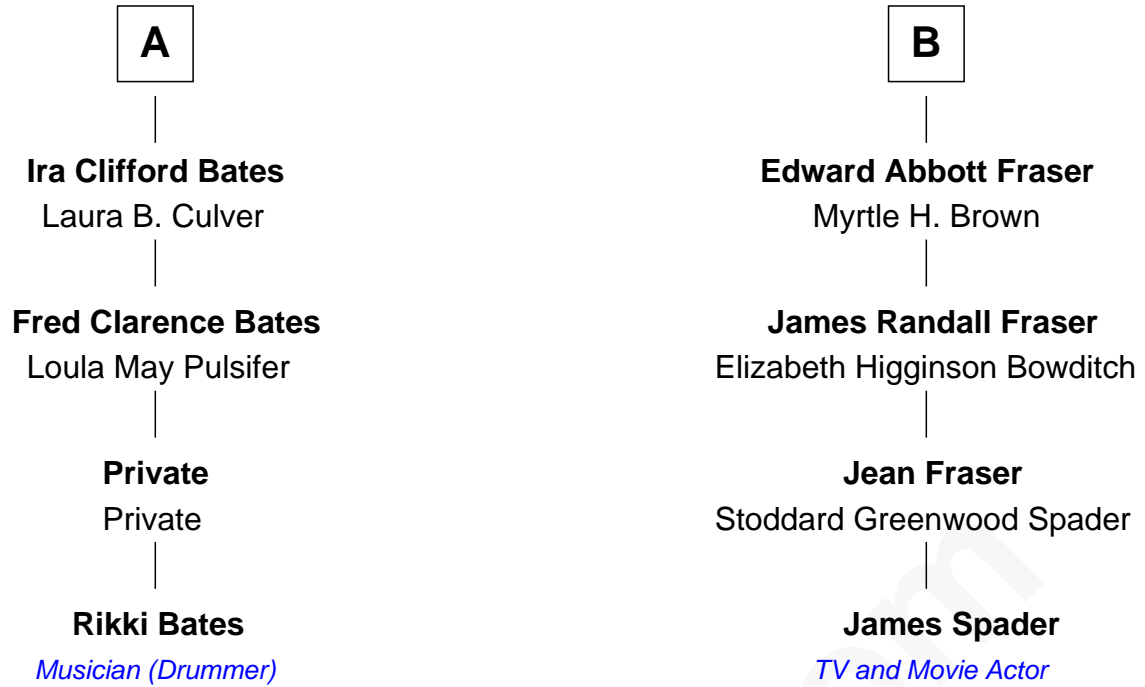 A
Ira Clifford Bates
Laura B. Culver
Fred Clarence Bates
Loula May Pulsifer
Private
Private
Rikki Bates
Musician (Drummer)
B
Edward Abbott Fraser
Myrtle H. Brown
James Randall Fraser
Elizabeth Higginson Bowditch
Jean Fraser
Stoddard Greenwood Spader
James Spader
TV and Movie Actor